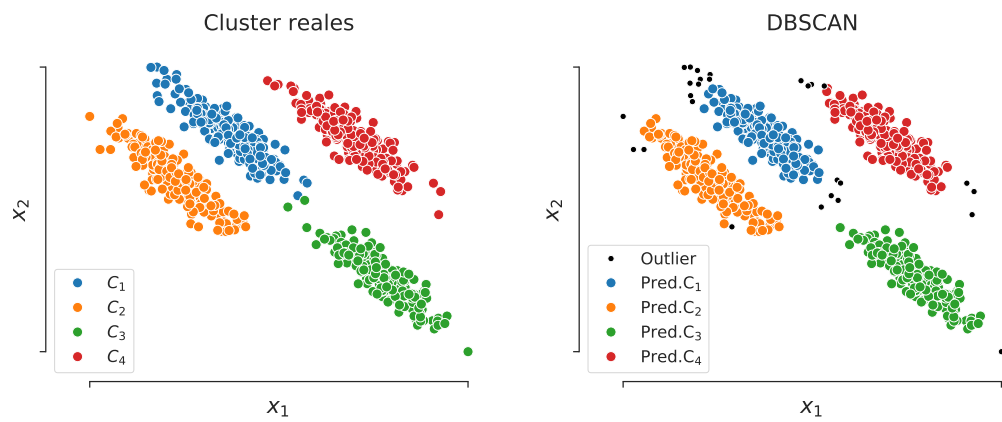 Cluster reales
x₂
C₁
C₂
C₃
C₄
x₁
DBSCAN
x₂
Outlier
Pred.C₁
Pred.C₂
Pred.C₃
Pred.C₄
x₁